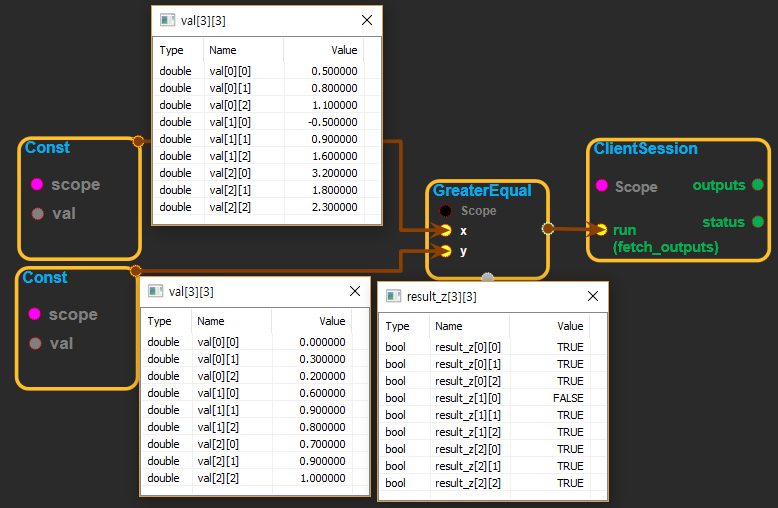 val[3][3]
Type Name Value
double val[0][0] 0.500000
double val[0][1] 0.800000
double val[0][2] 1.100000
double val[1][0] -0.500000
double val[1][1] 0.900000
double val[1][2] 1.600000
double val[2][0] 3.200000
double val[2][1] 1.800000
double val[2][2] 2.300000
Const
scope
val
GreaterEqual
Scope
x
y
ClientSession
Scope outputs
status
run
(fetch_outputs)
Const
scope
val
val[3][3]
Type Name Value
double val[0][0] 0.000000
double val[0][1] 0.300000
double val[0][2] 0.200000
double val[1][0] 0.600000
double val[1][1] 0.900000
double val[1][2] 0.800000
double val[2][0] 0.700000
double val[2][1] 0.900000
double val[2][2] 1.000000
result_z[3][3]
Type Name Value
bool result_z[0][0] TRUE
bool result_z[0][1] TRUE
bool result_z[0][2] TRUE
bool result_z[1][0] FALSE
bool result_z[1][1] TRUE
bool result_z[1][2] TRUE
bool result_z[2][0] TRUE
bool result_z[2][1] TRUE
bool result_z[2][2] TRUE